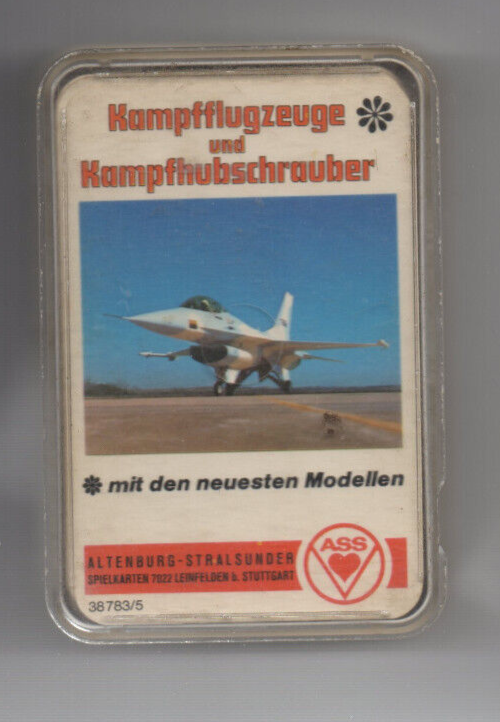 Kampfflugzeuge ✽
und
Kampfhubschrauber
✽ mit den neuesten Modellen
ALTENBURG-STRALSUNDER
SPIELKARTEN 7022 LEINFELDEN b. STUTTGART
ASS
38783/5